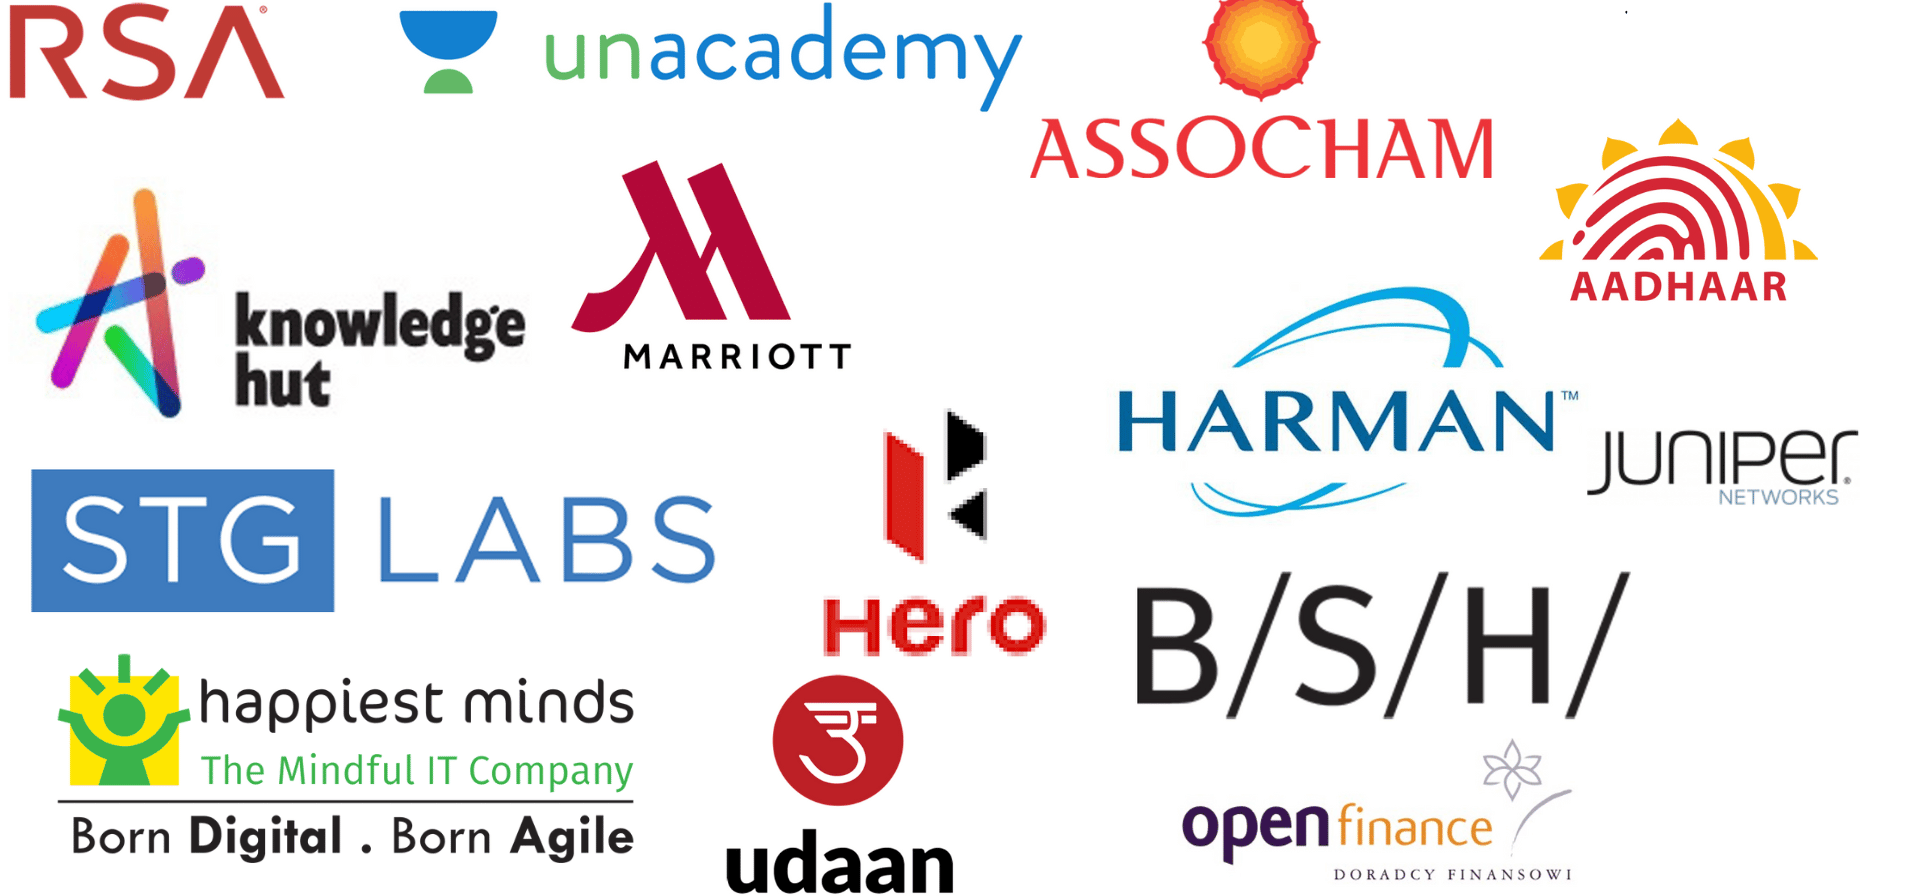 RSA®
unacademy
ASSOCHAM
AADHAAR
knowledge
hut
MARRIOTT
HARMAN™
JUNIPer®
NETWORKS
STG LABS
Hero
B/S/H/
happiest minds
The Mindful IT Company
Born Digital . Born Agile
उ
udaan
open finance
DORADCY FINANSOWI